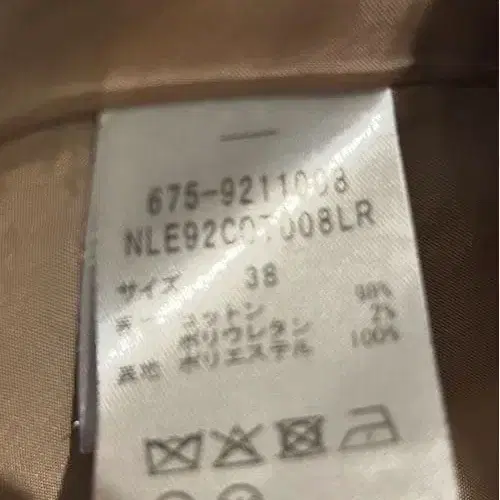 675-9211008
NLE92C07008LR
サイズ 38
表 コットン 98%
ポリウレタン 2%
裏地 ポリエステル 100%